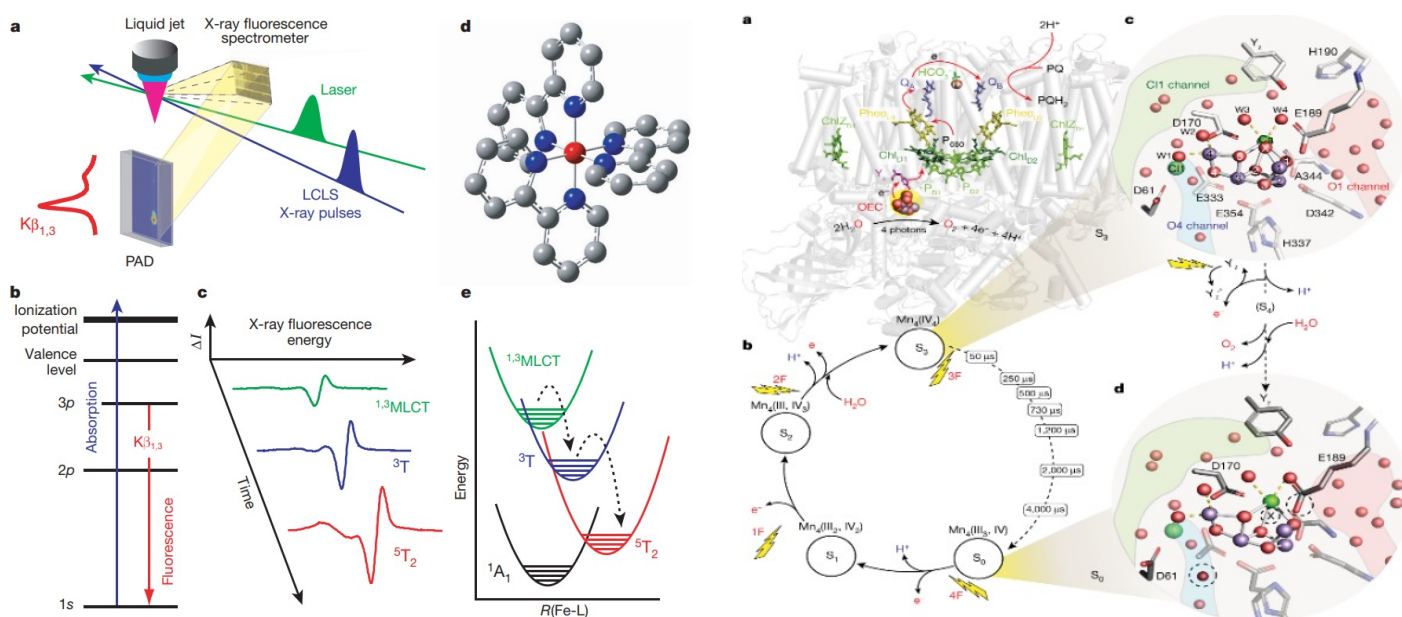 a
Liquid jet
X-ray fluorescence
spectrometer
Laser
LCLS
X-ray pulses
Kβ1,3
PAD
b
Ionization
potential
Valence
level
3p
2p
1s
Absorption
Kβ1,3
Fluorescence
c
X-ray fluorescence
energy
ΔI
1,3MLCT
3T
5T2
Time
d
e
Energy
1,3MLCT
3T
5T2
1A1
R(Fe-L)
a
2H+
e-
PQ
PQH2
HCO3
QA
QB
PheoD1
PheoD2
ChlZD1
ChlZD2
P680
ChlD1
ChlD2
PD1
PD2
e-
OEC
2H2O
4 photons
O2 + 4e- + 4H+
S3
b
Mn4(IV4)
S3
50 µs
250 µs
500 µs
730 µs
1,200 µs
2,000 µs
4,000 µs
3F
2F
H+
e-
H2O
Mn4(III, IV3)
S2
e-
1F
Mn4(III2, IV2)
S1
H+
e-
Mn4(III3, IV)
S0
4F
S0
c
Yz
H190
Cl1 channel
W3
W4
E189
D170
W2
W1
Cl1
A344
O1 channel
D61
E333
E354
D342
O4 channel
H337
H+
e-
(S4)
H2O
O2
H+
d
Yz
E189
D170
X
D61